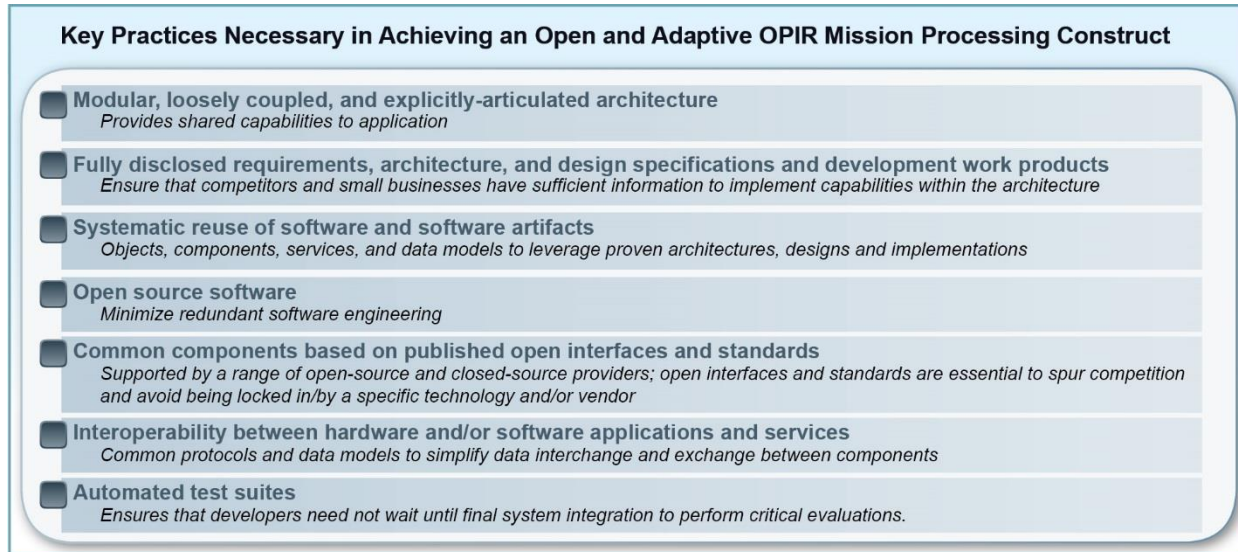 Key Practices Necessary in Achieving an Open and Adaptive OPIR Mission Processing Construct
Modular, loosely coupled, and explicitly-articulated architecture
Provides shared capabilities to application
Fully disclosed requirements, architecture, and design specifications and development work products
Ensure that competitors and small businesses have sufficient information to implement capabilities within the architecture
Systematic reuse of software and software artifacts
Objects, components, services, and data models to leverage proven architectures, designs and implementations
Open source software
Minimize redundant software engineering
Common components based on published open interfaces and standards
Supported by a range of open-source and closed-source providers; open interfaces and standards are essential to spur competition
and avoid being locked in/by a specific technology and/or vendor
Interoperability between hardware and/or software applications and services
Common protocols and data models to simplify data interchange and exchange between components
Automated test suites
Ensures that developers need not wait until final system integration to perform critical evaluations.